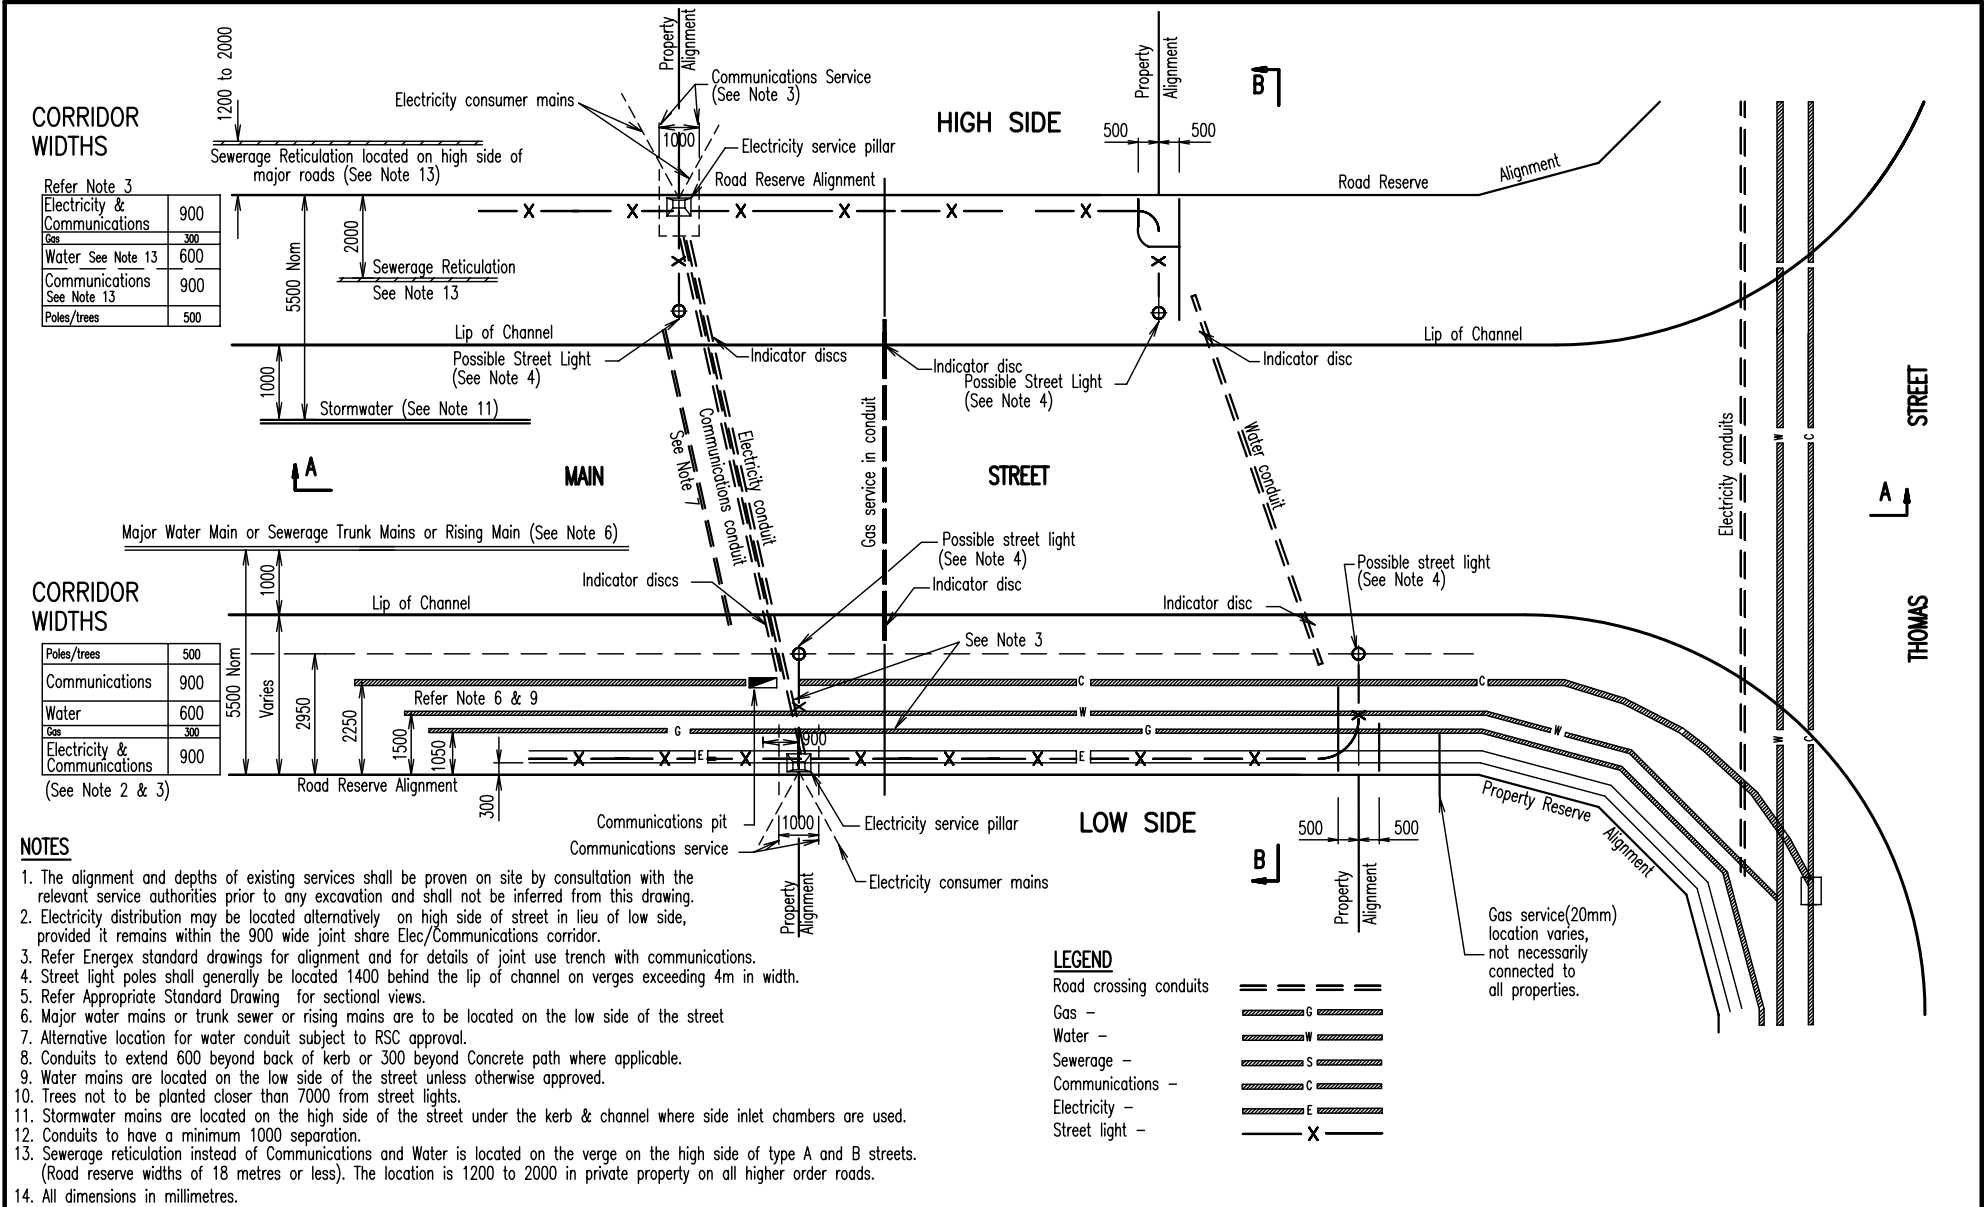 CORRIDOR
WIDTHS
1200 to 2000
Sewerage Reticulation located on high side of
major roads (See Note 13)
Electricity consumer mains
Property
Alignment
Communications Service
(See Note 3)
1000
Electricity service pillar
Road Reserve Alignment
HIGH SIDE
Property
Alignment
500
500
B
Road Reserve
Alignment
Refer Note 3
Electricity &
Communications
900
Gas 300
Water See Note 13 600
Communications
See Note 13
900
Poles/trees 500
5500 Nom
2000
Sewerage Reticulation
See Note 13
X X X X X X
X
X
Lip of Channel
Possible Street Light
(See Note 4)
Indicator discs
Indicator disc
Possible Street Light
(See Note 4)
Indicator disc
Lip of Channel
1000
Stormwater (See Note 11)
See Note 7
Communications conduit
Electricity conduit
Gas service in conduit
Water conduit
Electricity conduits
W
C
W
C
W
C
STREET
THOMAS
A
MAIN
STREET
A
Major Water Main or Sewerage Trunk Mains or Rising Main (See Note 6)
CORRIDOR
WIDTHS
1000
Lip of Channel
Indicator discs
Possible street light
(See Note 4)
Indicator disc
Indicator disc
Possible street light
(See Note 4)
See Note 3
Poles/trees 500
Communications 900
Water 600
Gas 300
Electricity &
Communications
900
(See Note 2 & 3)
5500 Nom
Varies
2950
2250
1500
1050
300
Refer Note 6 & 9
C
C
W
W
G
G
900
X
X
X X X E X X X X E X X
Road Reserve Alignment
Property Reserve
Alignment
Communications pit
Communications service
1000
Electricity service pillar
Electricity consumer mains
Property
Alignment
LOW SIDE
B
500
500
Property
Alignment
Gas service(20mm)
location varies,
not necessarily
connected to
all properties.
NOTES
1. The alignment and depths of existing services shall be proven on site by consultation with the
relevant service authorities prior to any excavation and shall not be inferred from this drawing.
2. Electricity distribution may be located alternatively on high side of street in lieu of low side,
provided it remains within the 900 wide joint share Elec/Communications corridor.
3. Refer Energex standard drawings for alignment and for details of joint use trench with communications.
4. Street light poles shall generally be located 1400 behind the lip of channel on verges exceeding 4m in width.
5. Refer Appropriate Standard Drawing for sectional views.
6. Major water mains or trunk sewer or rising mains are to be located on the low side of the street
7. Alternative location for water conduit subject to RSC approval.
8. Conduits to extend 600 beyond back of kerb or 300 beyond Concrete path where applicable.
9. Water mains are located on the low side of the street unless otherwise approved.
10. Trees not to be planted closer than 7000 from street lights.
11. Stormwater mains are located on the high side of the street under the kerb & channel where side inlet chambers are used.
12. Conduits to have a minimum 1000 separation.
13. Sewerage reticulation instead of Communications and Water is located on the verge on the high side of type A and B streets.
(Road reserve widths of 18 metres or less). The location is 1200 to 2000 in private property on all higher order roads.
14. All dimensions in millimetres.
LEGEND
Road crossing conduits
Gas – G
Water – W
Sewerage – S
Communications – C
Electricity – E
Street light – X